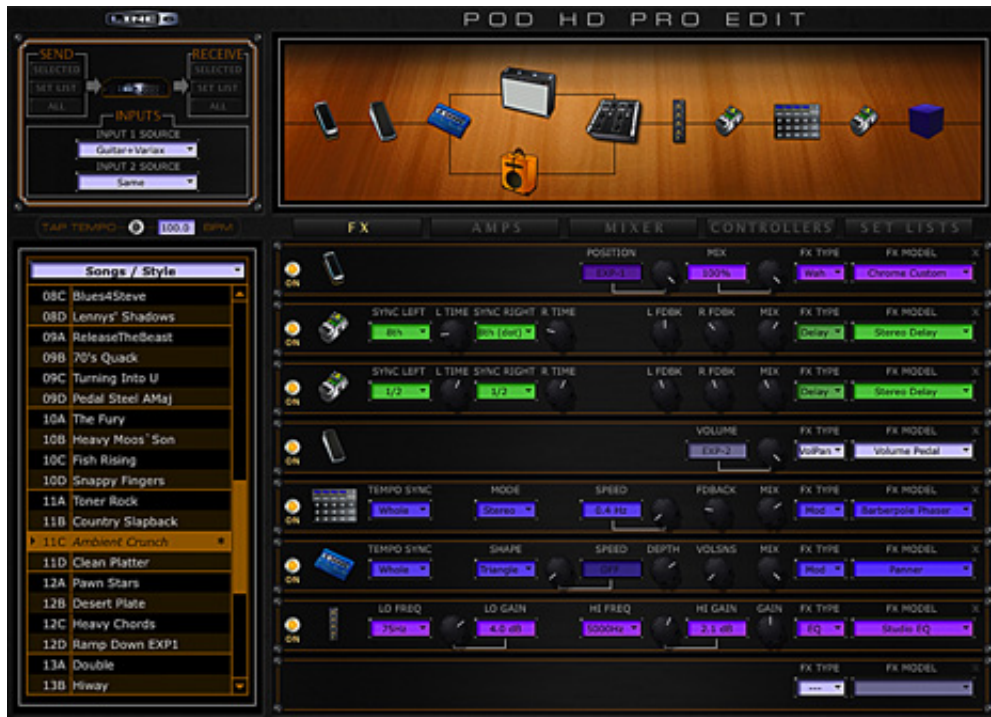 LINE 6
POD HD PRO EDIT
SEND
RECEIVE
SELECTED
SELECTED
SET LIST
SET LIST
ALL
ALL
INPUTS
INPUT 1 SOURCE
Guitar+Variax
INPUT 2 SOURCE
Same
TAP TEMPO
100.0
BPM
FX
AMPS
MIXER
CONTROLLERS
SET LISTS
Songs / Style
08C Blues4Steve
08D Lennys' Shadows
09A ReleaseTheBeast
09B 70's Quack
09C Turning Into U
09D Pedal Steel AMaj
10A The Fury
10B Heavy Moos`Son
10C Fish Rising
10D Snappy Fingers
11A Toner Rock
11B Country Slapback
11C Ambient Crunch
11D Clean Platter
12A Pawn Stars
12B Desert Plate
12C Heavy Chords
12D Ramp Down EXP1
13A Double
13B Hiway
POSITION MIX FX TYPE FX MODEL X
ON EXP-1 100% Wah Chrome Custom
SYNC LEFT L TIME SYNC RIGHT R TIME L FDBK R FDBK MIX FX TYPE FX MODEL X
ON 8th 8th (dot) Delay Stereo Delay
SYNC LEFT L TIME SYNC RIGHT R TIME L FDBK R FDBK MIX FX TYPE FX MODEL X
ON 1/2 1/2 Delay Stereo Delay
VOLUME FX TYPE FX MODEL X
ON EXP-2 VolPan Volume Pedal
TEMPO SYNC MODE SPEED FDBACK MIX FX TYPE FX MODEL X
ON Whole Stereo 0.4 Hz Mod Barberpole Phaser
TEMPO SYNC SHAPE SPEED DEPTH VOLSNS MIX FX TYPE FX MODEL X
ON Whole Triangle OFF Mod Panner
LO FREQ LO GAIN HI FREQ HI GAIN GAIN FX TYPE FX MODEL X
ON 75Hz 4.0 dB 5000Hz 2.1 dB EQ Studio EQ
FX TYPE FX MODEL X
---